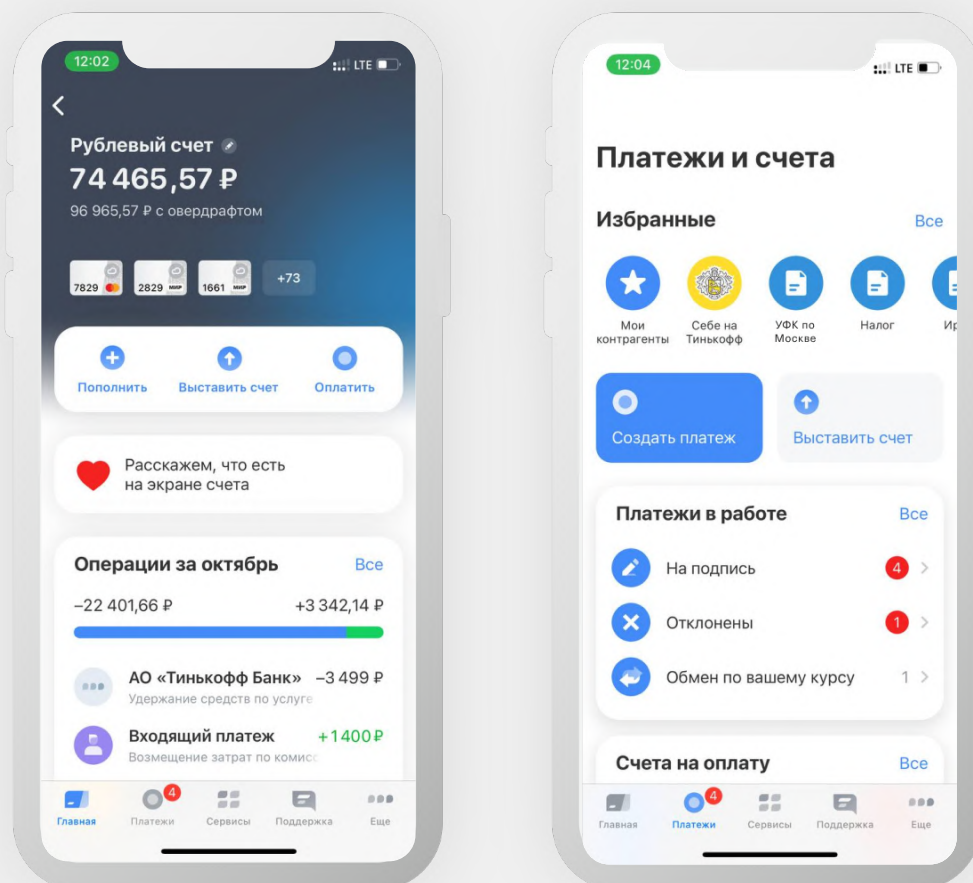 12:02
LTE
Рублевый счет
74 465,57 ₽
96 965,57 ₽ с овердрафтом
7829
2829 МИР
1661 МИР
+73
Пополнить Выставить счет Оплатить
Расскажем, что есть
на экране счета
Операции за октябрь Все
–22 401,66 ₽ +3 342,14 ₽
АО «Тинькофф Банк» –3 499 ₽
Удержание средств по услуге
Входящий платеж +1 400 ₽
Возмещение затрат по комисс
4
Главная Платежи Сервисы Поддержка Еще
12:04
LTE
Платежи и счета
Избранные Все
Мои
контрагенты
Себе на
Тинькофф
УФК по
Москве
Налог
Создать платеж
Выставить счет
Платежи в работе Все
На подпись 4
Отклонены 1
Обмен по вашему курсу 1
Счета на оплату Все
4
Главная Платежи Сервисы Поддержка Еще